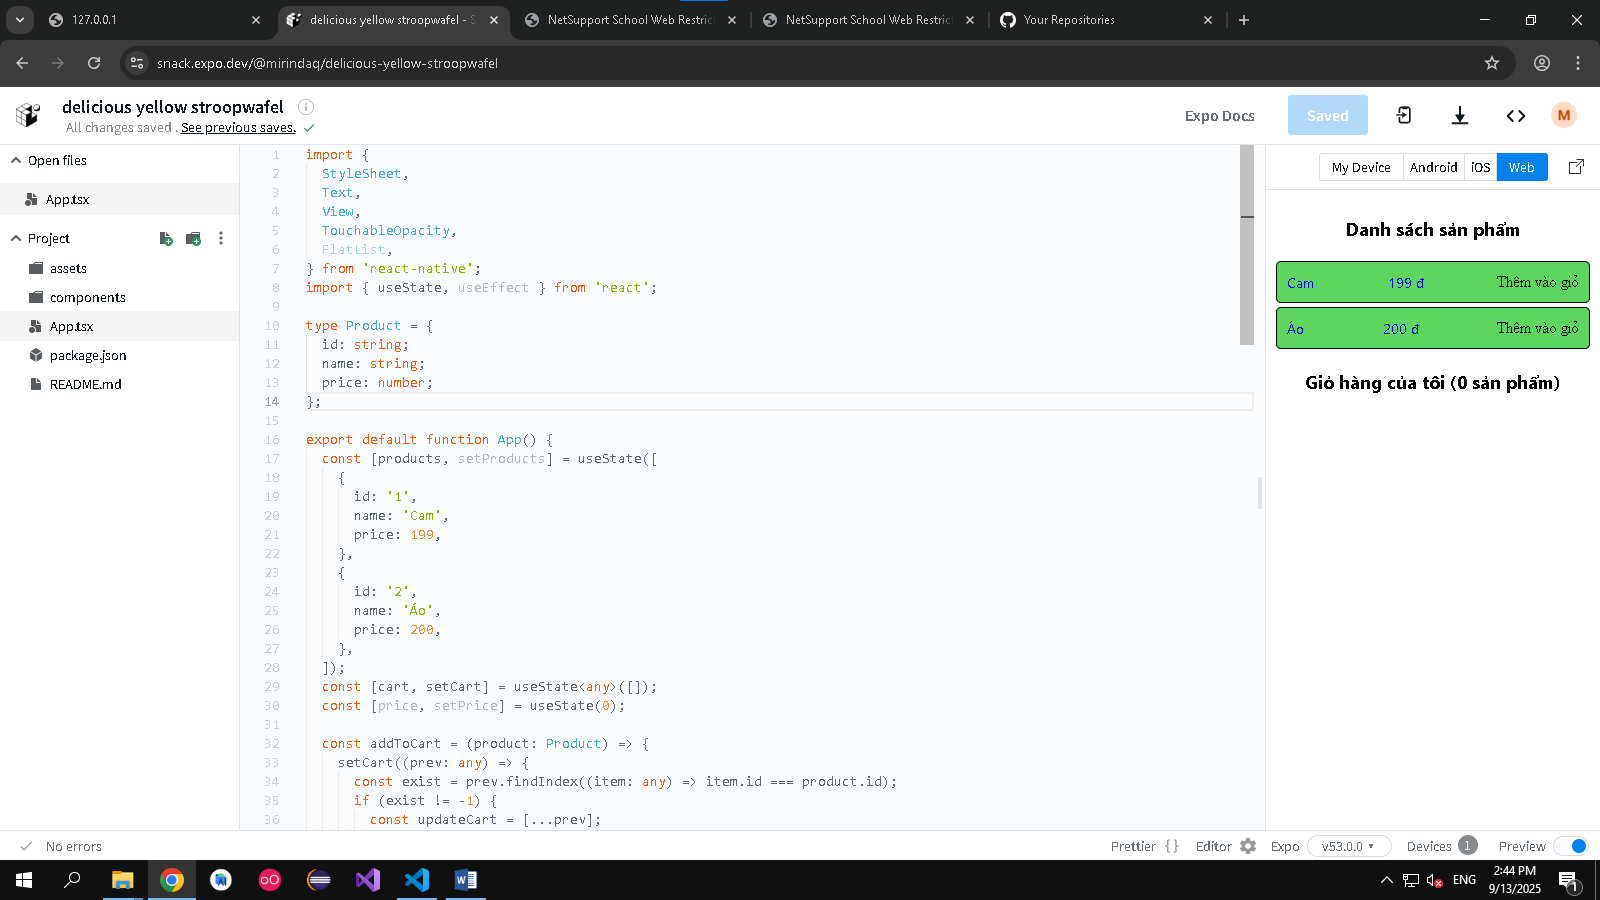 127.0.0.1
delicious yellow stroopwafel - S
NetSupport School Web Restric
NetSupport School Web Restric
Your Repositories
snack.expo.dev/@mirindaq/delicious-yellow-stroopwafel
delicious yellow stroopwafel
All changes saved . See previous saves.
Expo Docs
Saved
M
Open files
App.tsx
Project
assets
components
App.tsx
package.json
README.md
1 import {
2 StyleSheet,
3 Text,
4 View,
5 TouchableOpacity,
6 FlatList,
7 } from 'react-native';
8 import { useState, useEffect } from 'react';
9
10 type Product = {
11 id: string;
12 name: string;
13 price: number;
14 };
15
16 export default function App() {
17 const [products, setProducts] = useState([
18 {
19 id: '1',
20 name: 'Cam',
21 price: 199,
22 },
23 {
24 id: '2',
25 name: 'Áo',
26 price: 200,
27 },
28 ]);
29 const [cart, setCart] = useState<any>([]);
30 const [price, setPrice] = useState(0);
31
32 const addToCart = (product: Product) => {
33 setCart((prev: any) => {
34 const exist = prev.findIndex((item: any) => item.id === product.id);
35 if (exist != -1) {
36 const updateCart = [...prev];
My Device Android iOS Web
Danh sách sản phẩm
Cam 199 đ Thêm vào giỏ
Áo 200 đ Thêm vào giỏ
Giỏ hàng của tôi (0 sản phẩm)
No errors
Prettier {} Editor Expo v53.0.0 Devices 1 Preview
ENG
2:44 PM
9/13/2025
1